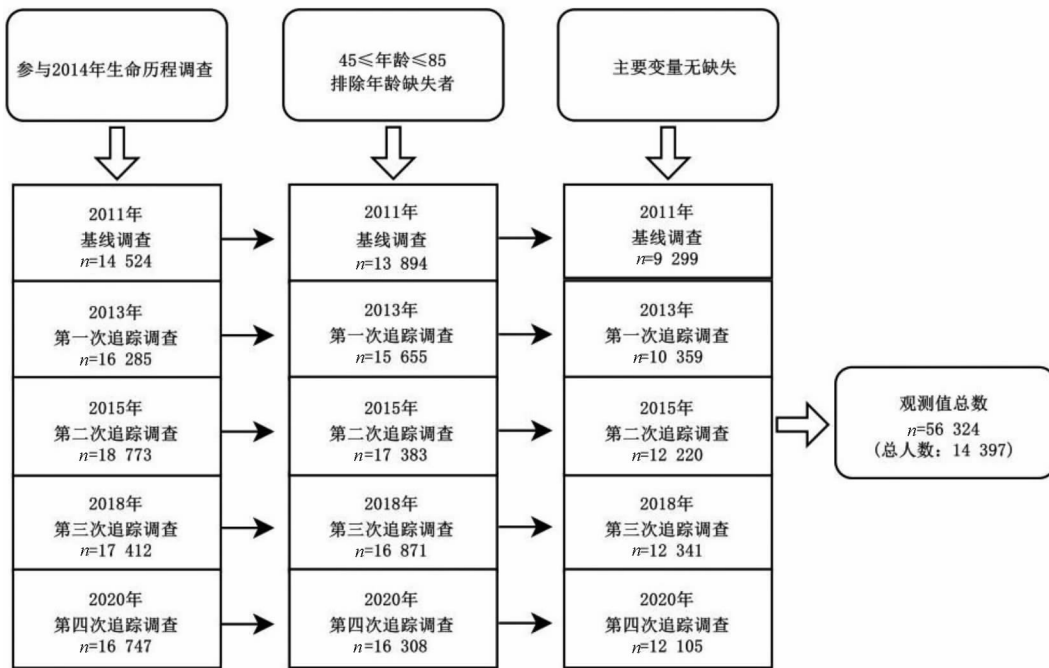 参与2014年生命历程调查
45≤年龄≤85
排除年龄缺失者
主要变量无缺失
2011年
基线调查
n=14 524
2011年
基线调查
n=13 894
2011年
基线调查
n=9 299
2013年
第一次追踪调查
n=16 285
2013年
第一次追踪调查
n=15 655
2013年
第一次追踪调查
n=10 359
2015年
第二次追踪调查
n=18 773
2015年
第二次追踪调查
n=17 383
2015年
第二次追踪调查
n=12 220
观测值总数
n=56 324
(总人数：14 397)
2018年
第三次追踪调查
n=17 412
2018年
第三次追踪调查
n=16 871
2018年
第三次追踪调查
n=12 341
2020年
第四次追踪调查
n=16 747
2020年
第四次追踪调查
n=16 308
2020年
第四次追踪调查
n=12 105